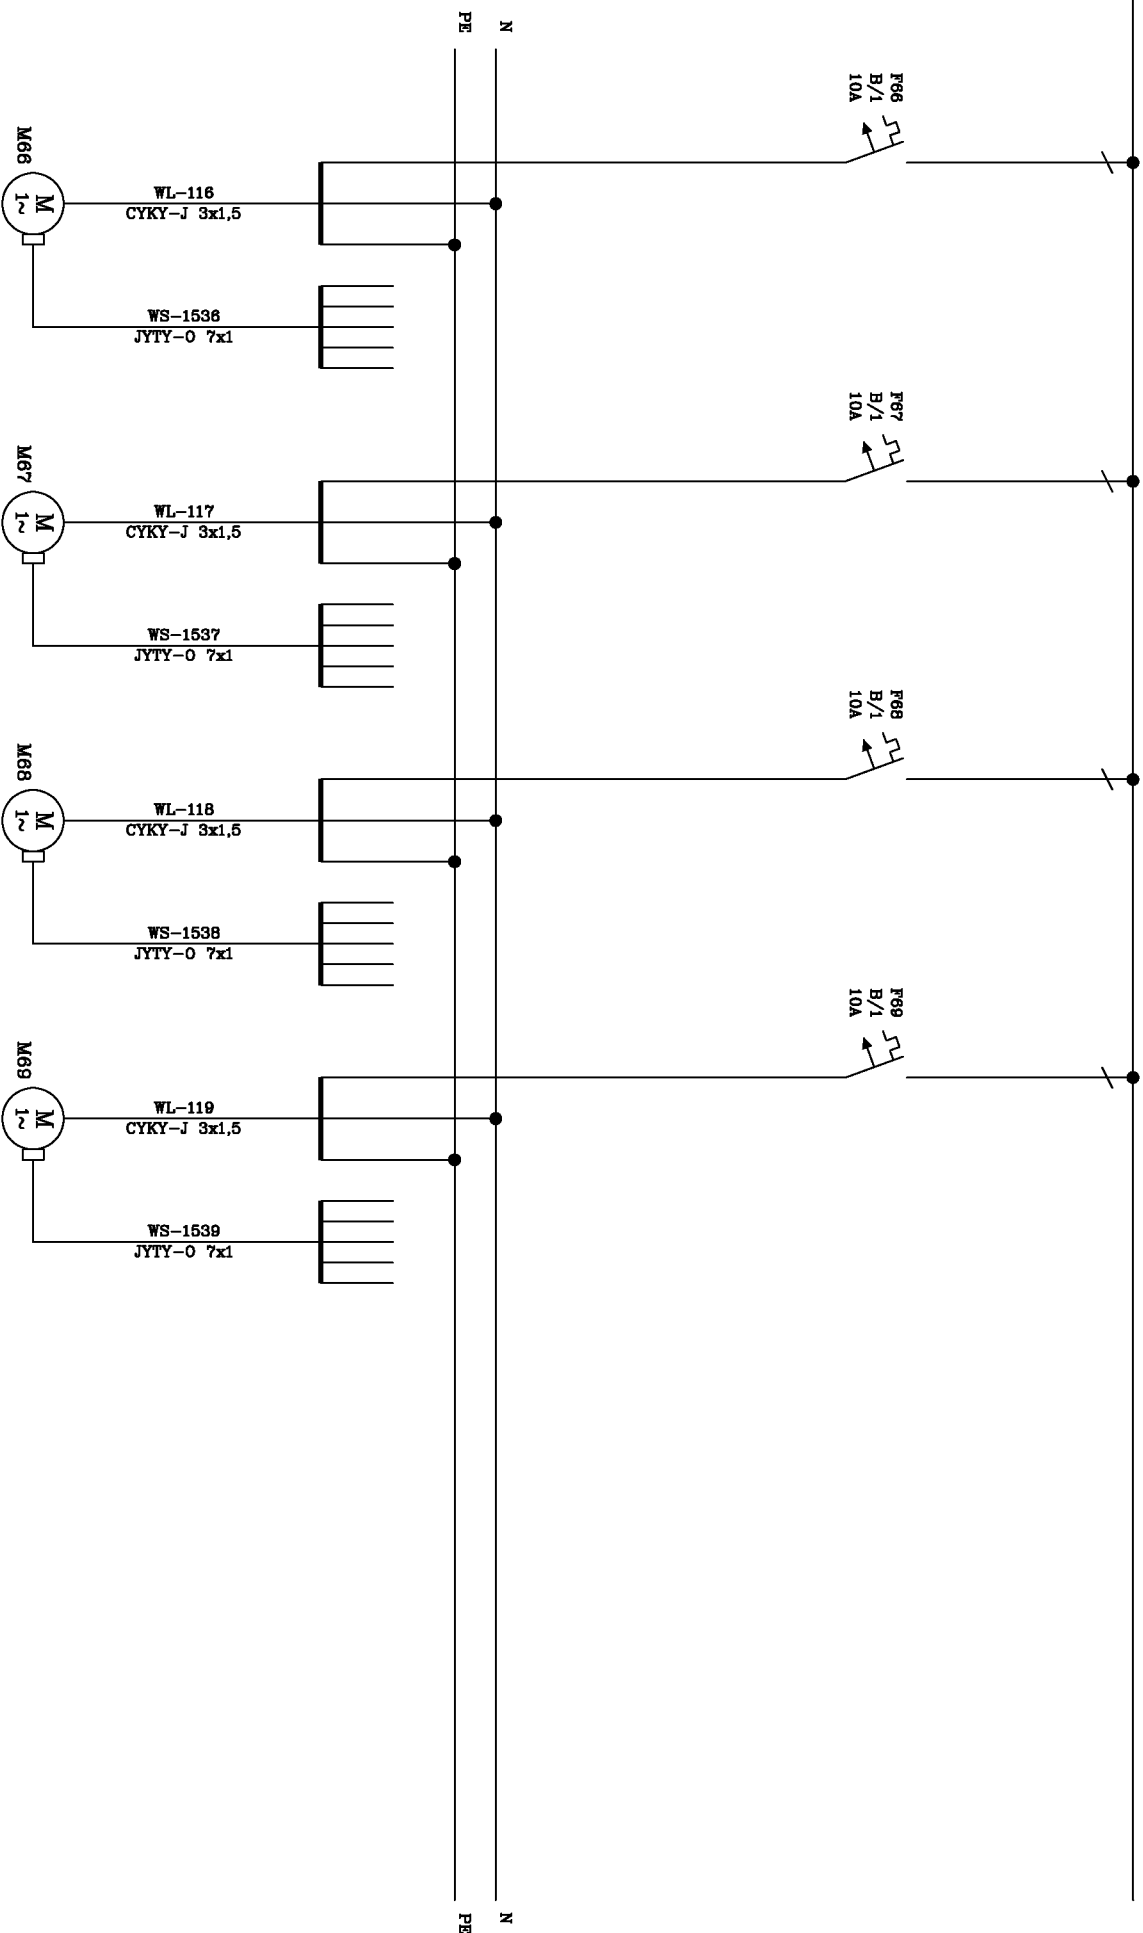 PE
N
F66
B/1
10A
M66
M
1~
WL-116
CYKY-J 3x1,5
WS-1536
JYTY-O 7x1
F67
B/1
10A
M67
M
1~
WL-117
CYKY-J 3x1,5
WS-1537
JYTY-O 7x1
F68
B/1
10A
M68
M
1~
WL-118
CYKY-J 3x1,5
WS-1538
JYTY-O 7x1
F69
B/1
10A
M69
M
1~
WL-119
CYKY-J 3x1,5
WS-1539
JYTY-O 7x1
PE
N